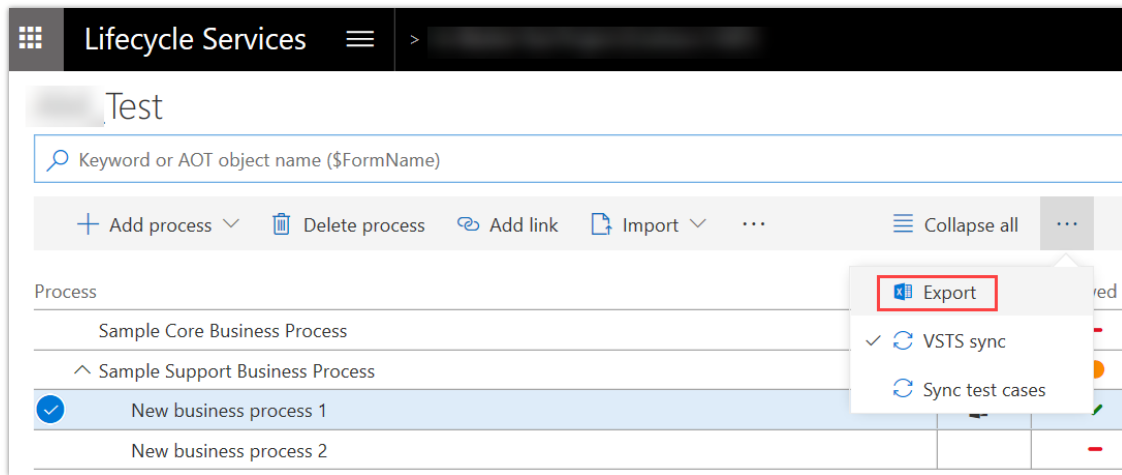 Lifecycle Services >
_Test
Keyword or AOT object name ($FormName)
Add process Delete process Add link Import ... Collapse all ...
Process
Export
Sample Core Business Process
VSTS sync
Sample Support Business Process
Sync test cases
New business process 1
New business process 2